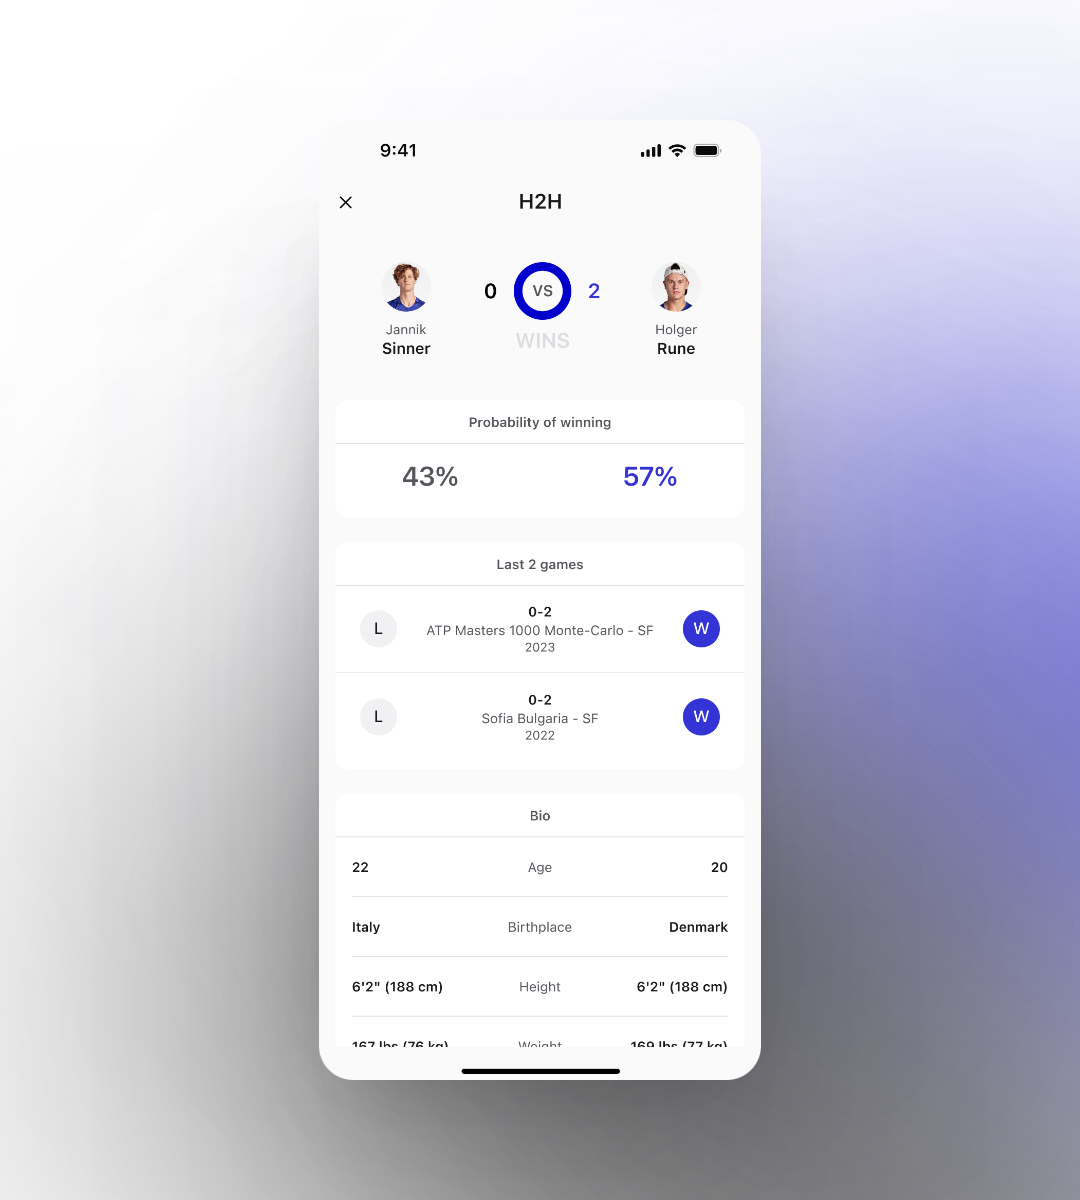 9:41
H2H
0 VS 2
WINS
Jannik
Sinner
Holger
Rune
Probability of winning
43% 57%
Last 2 games
L
0-2
ATP Masters 1000 Monte-Carlo - SF
2023
W
L
0-2
Sofia Bulgaria - SF
2022
W
Bio
22 Age 20
Italy Birthplace Denmark
6'2" (188 cm) Height 6'2" (188 cm)
167 lbs (76 kg) Weight 169 lbs (77 kg)